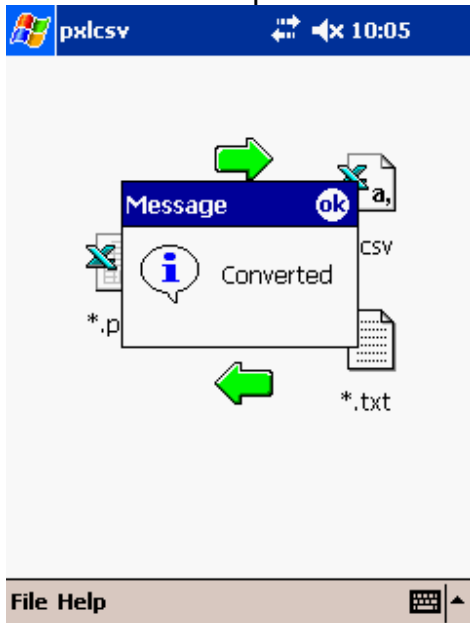 pxlcsv 10:05
a,
Message ok
Converted
csv
*.p
*.txt
File Help